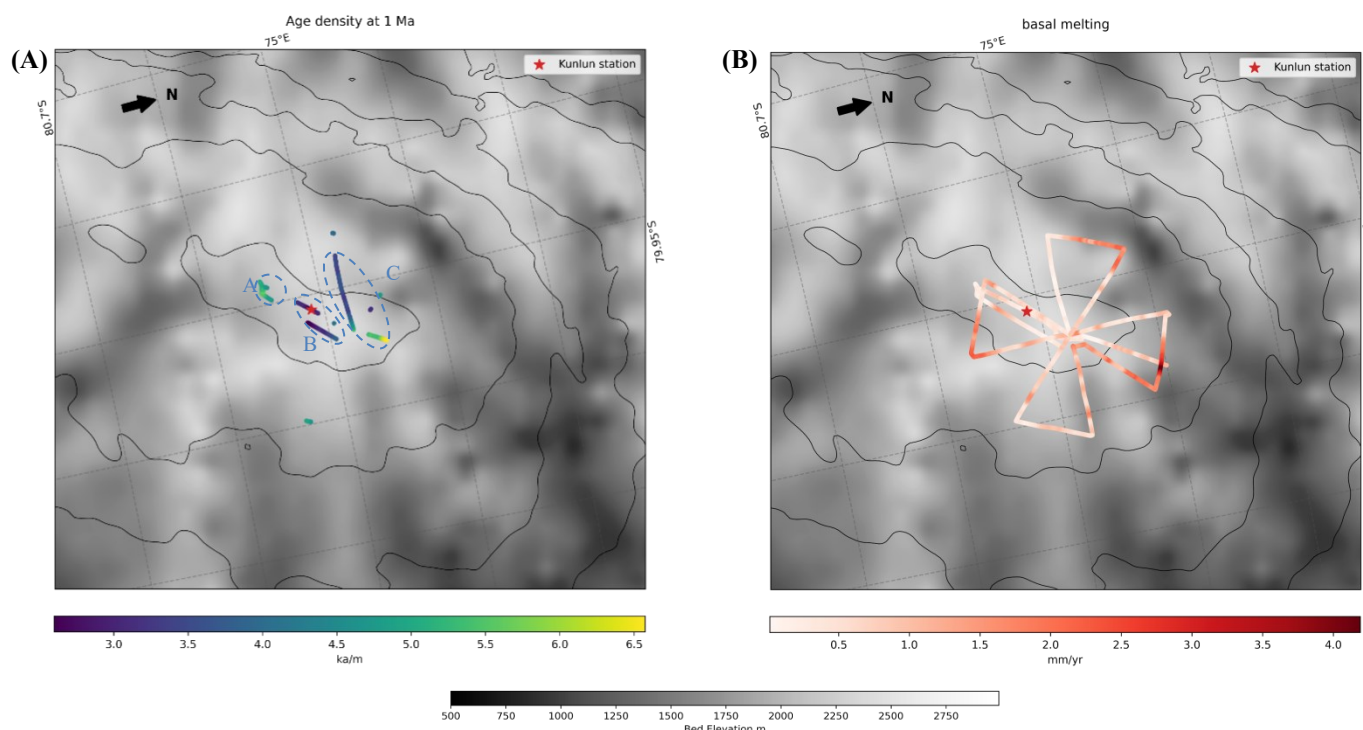 Age density at 1 Ma
(A)
75°E
Kunlun station
N
80.7°S
79.95°S
A
B
C
3.0 3.5 4.0 4.5 5.0 5.5 6.0 6.5
ka/m
basal melting
(B)
75°E
Kunlun station
N
80.7°S
0.5 1.0 1.5 2.0 2.5 3.0 3.5 4.0
mm/yr
500 750 1000 1250 1500 1750 2000 2250 2500 2750
Bed Elevation m